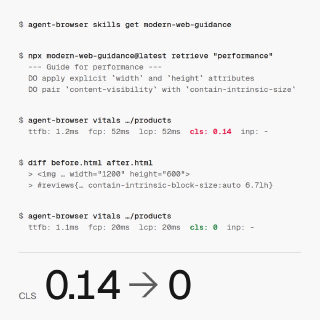 $ agent-browser skills get modern-web-guidance
$ npx modern-web-guidance@latest retrieve "performance"
--- Guide for performance ---
DO apply explicit `width` and `height` attributes
DO pair `content-visibility` with `contain-intrinsic-size`
$ agent-browser vitals …/products
ttfb: 1.2ms fcp: 52ms lcp: 52ms cls: 0.14 inp: -
$ diff before.html after.html
> <img … width="1200" height="600">
> #reviews{… contain-intrinsic-block-size:auto 6.7lh}
$ agent-browser vitals …/products
ttfb: 1.1ms fcp: 20ms lcp: 20ms cls: 0 inp: -
CLS 0.14 → 0